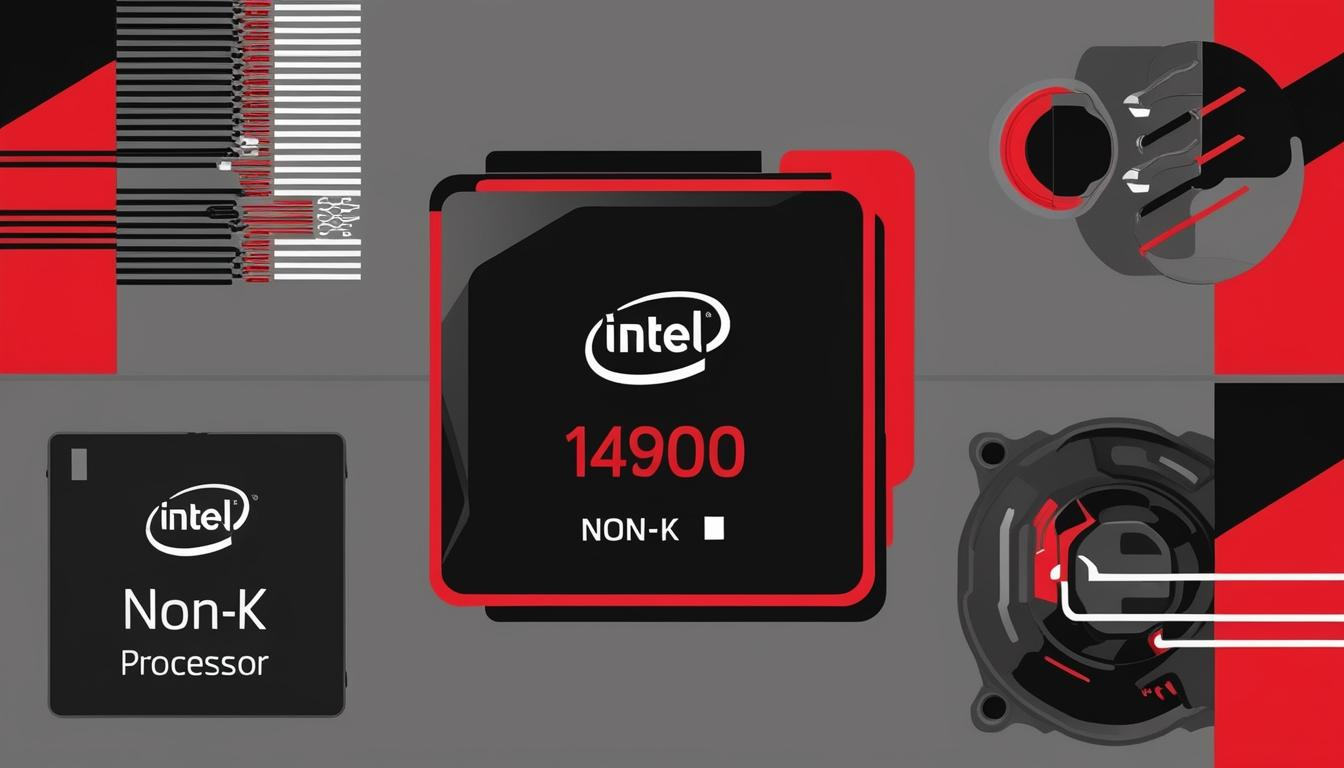 intel
14900
NON-K
intel
Non-K
Processor